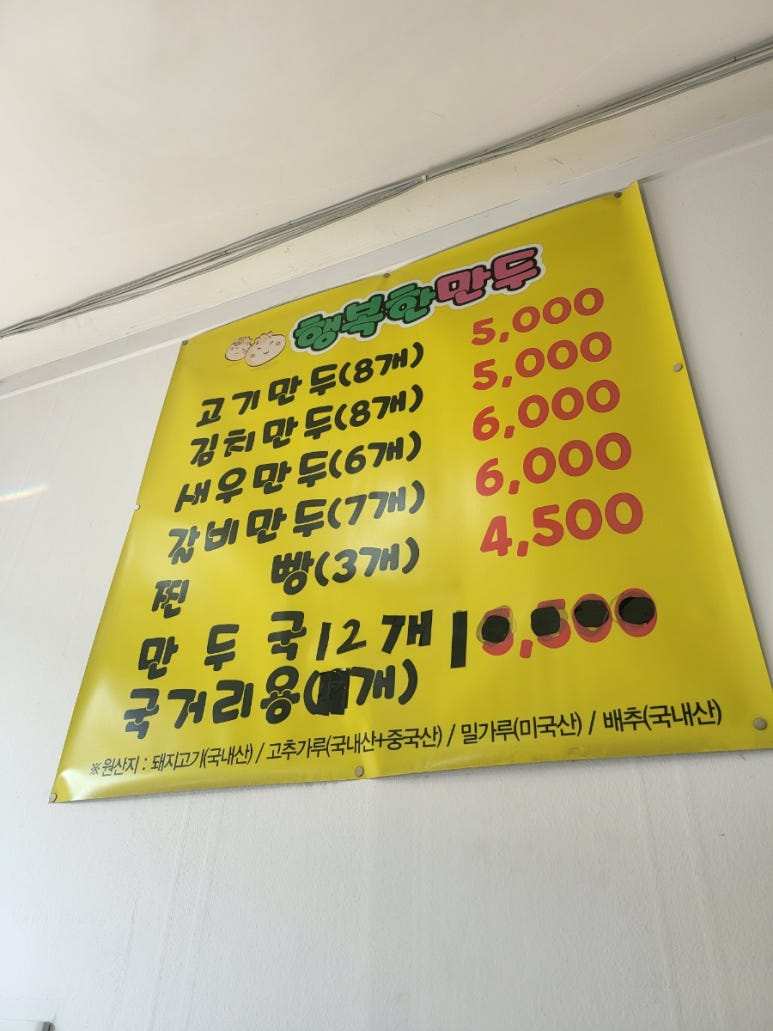 행복한만두
고기만두(8개) 5,000
김치만두(8개) 5,000
새우만두(6개) 6,000
갈비만두(7개) 6,000
찐 빵(3개) 4,500
만두국 12개
국거리용( 개)
※원산지 : 돼지고기(국내산) / 고추가루(국내산+중국산) / 밀가루(미국산) / 배추(국내산)